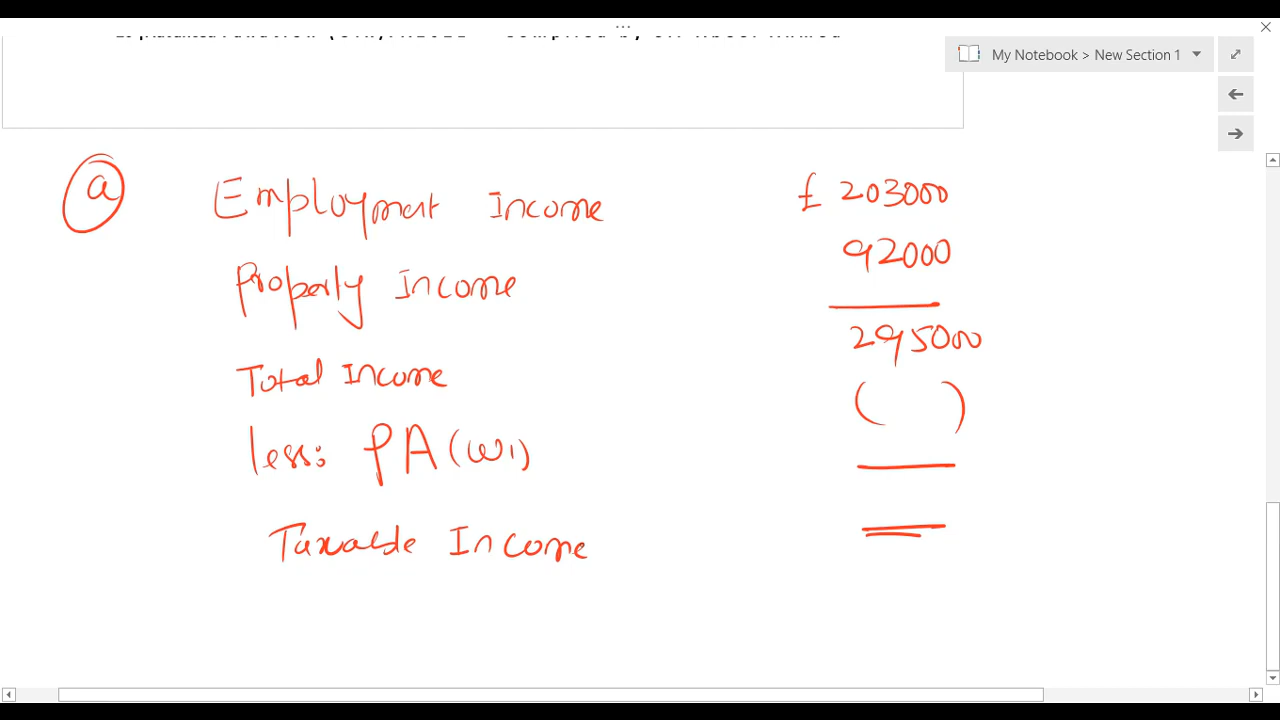 My Notebook > New Section 1
a Employment Income £ 203000
Property Income 92000
295000
Total Income
less: PA (W1) ( )
Taxable Income